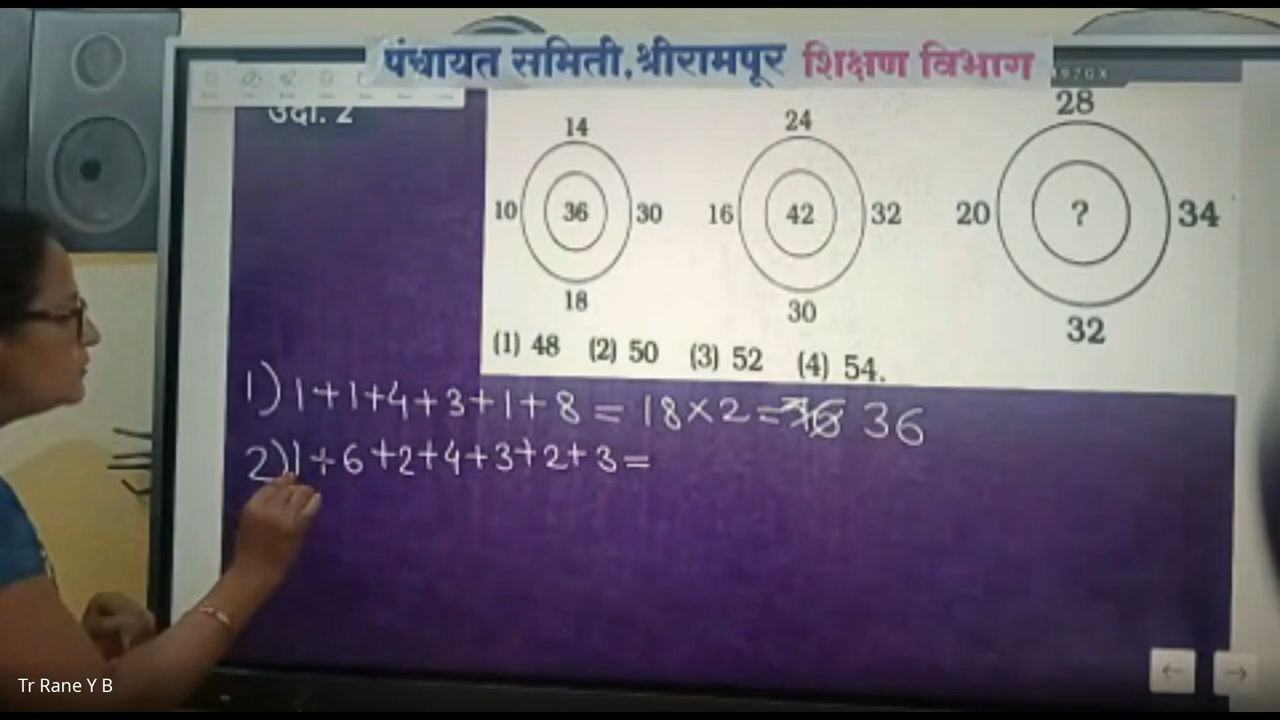 पंचायत समिती,श्रीरामपूर शिक्षण विभाग
उदा. 2
14 24 28
10 36 30 16 42 32 20 ? 34
18 30 32
(1) 48 (2) 50 (3) 52 (4) 54.
1) 1+1+4+3+1+8 = 18×2= 36
2) 1+6+2+4+3+2+3=
Tr Rane Y B